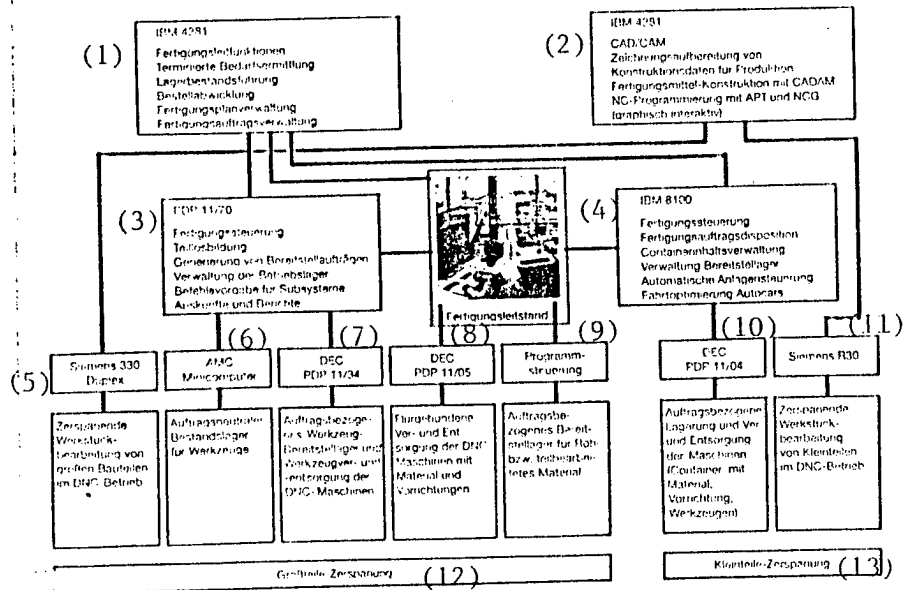 (1)
IBM 4281
Fertigungsleitfunktionen
Terminierte Bedarfsermittlung
Lagerbestandsführung
Bestellabwicklung
Fertigungsplanverwaltung
Fertigungsauftragsverwaltung
(2)
IBM 4281
CAD/CAM
Zeichnungsaufbereitung von
Konstruktionsdaten für Produktion
Fertigungsmittel-Konstruktion mit CADAM
NC-Programmierung mit APT und NCG
(graphisch interaktiv)
(3)
PDP 11/70
Fertigungssteuerung
Teillosbildung
Generierung von Bereitstellaufträgen
Verwaltung der Betriebslager
Befehlsvorgabe für Subsysteme
Auskünfte und Berichte
Fertigungsleitstand
(4)
IBM 8100
Fertigungssteuerung
Fertigungsauftragsdisposition
Containerinhaltsverwaltung
Verwaltung Bereitstellager
Automatische Anlagensteuerung
Fahrtoptimierung Autocars
(5)
Siemens 330
Duplex
(6)
AMC
Minicomputer
(7)
DEC
PDP 11/34
(8)
DEC
PDP 11/05
(9)
Programm-
steuerung
(10)
DEC
PDP 11/04
(11)
Siemens R30
Zerspanende
Werkstück-
bearbeitung von
großen Bauteilen
im DNC-Betrieb
Auftragsneutrales
Bestandslager
für Werkzeuge
Auftragsbezoge-
nes Werkzeug-
Bereitstellager und
Werkzeugver- und
-entsorgung der
DNC-Maschinen
Flurgebundene
Ver- und Ent
sorgung der DNC
Maschinen mit
Material und
Vorrichtungen
Auftragsbe-
zogenes Bereit-
stellager für Roh-
bzw. teilbearbei-
tetes Material
Auftragsbezogene
Lagerung und Ver
und Entsorgung
der Maschinen
(Container mit
Material,
Vorrichtung,
Werkzeugen)
Zerspanende
Werkstück-
bearbeitung
von Kleinteilen
im DNC-Betrieb
Großteile-Zerspanung (12)
Kleinteile-Zerspanung (13)